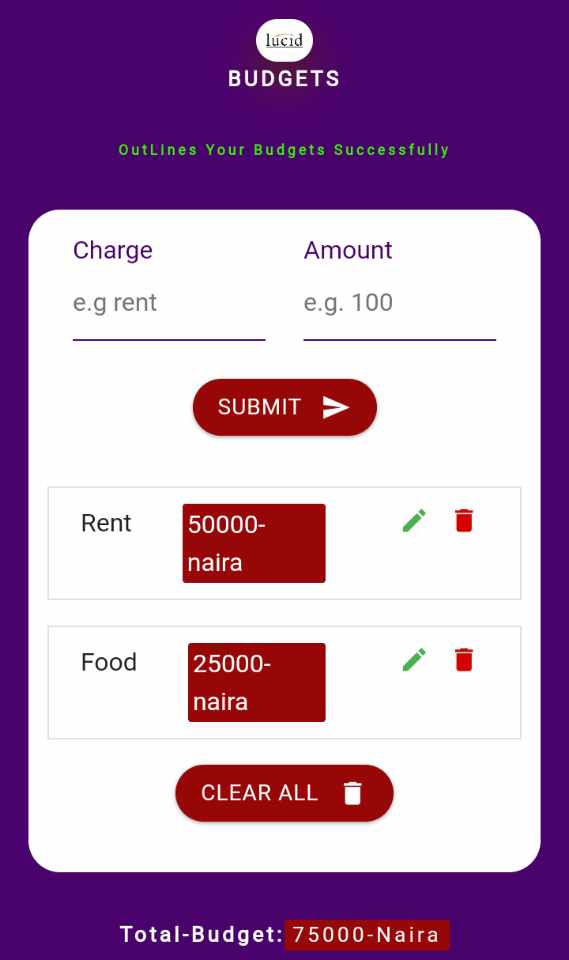 lucid
BUDGETS
OutLines Your Budgets Successfully
Charge Amount
e.g rent e.g. 100
SUBMIT
Rent 50000-
naira
Food 25000-
naira
CLEAR ALL
Total-Budget: 75000-Naira